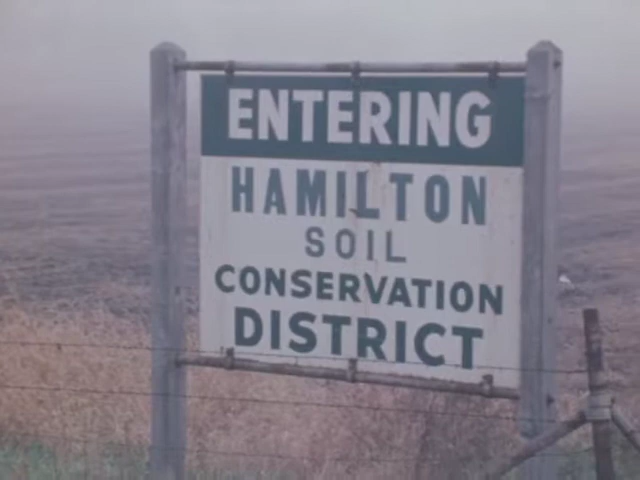 ENTERING
HAMILTON
SOIL
CONSERVATION
DISTRICT